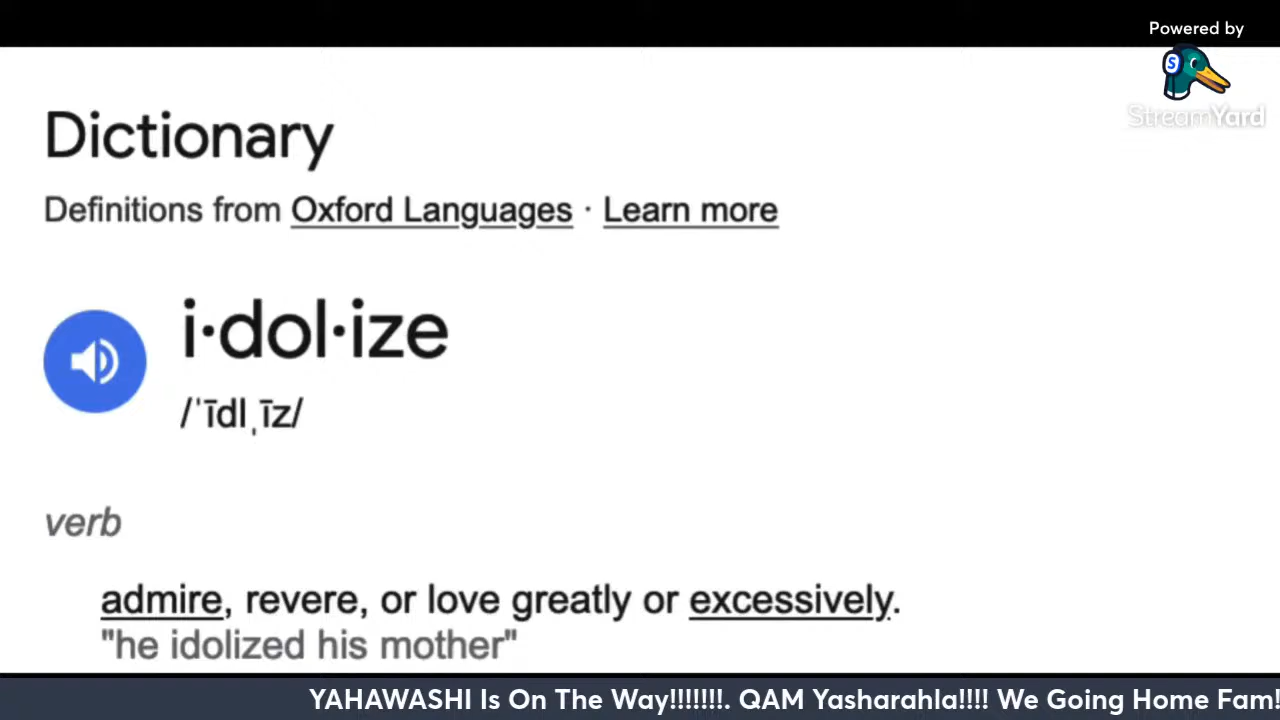 Powered by
StreamYard
Dictionary
Definitions from Oxford Languages · Learn more
i·dol·ize
/ˈīdlˌīz/
verb
admire, revere, or love greatly or excessively.
"he idolized his mother"
YAHAWASHI Is On The Way!!!!!!!. QAM Yasharahla!!!! We Going Home Fam!